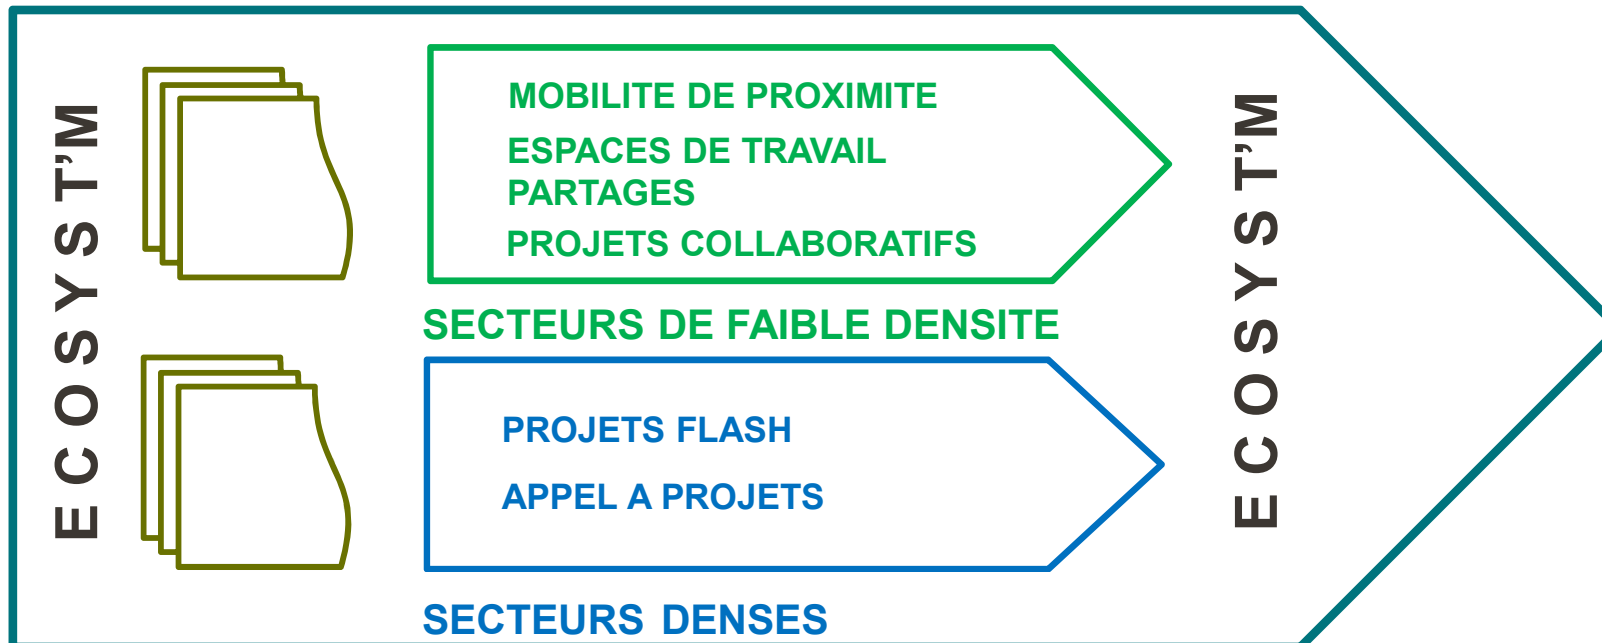 ECOSYST’M
MOBILITE DE PROXIMITE
ESPACES DE TRAVAIL
PARTAGES
PROJETS COLLABORATIFS
SECTEURS DE FAIBLE DENSITE
PROJETS FLASH
APPEL A PROJETS
SECTEURS DENSES
ECOSYST’M